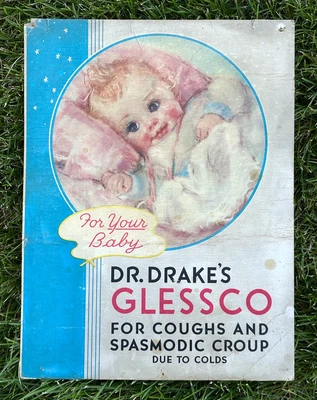 For Your
Baby
DR. DRAKE'S
GLESSCO
FOR COUGHS AND
SPASMODIC CROUP
DUE TO COLDS